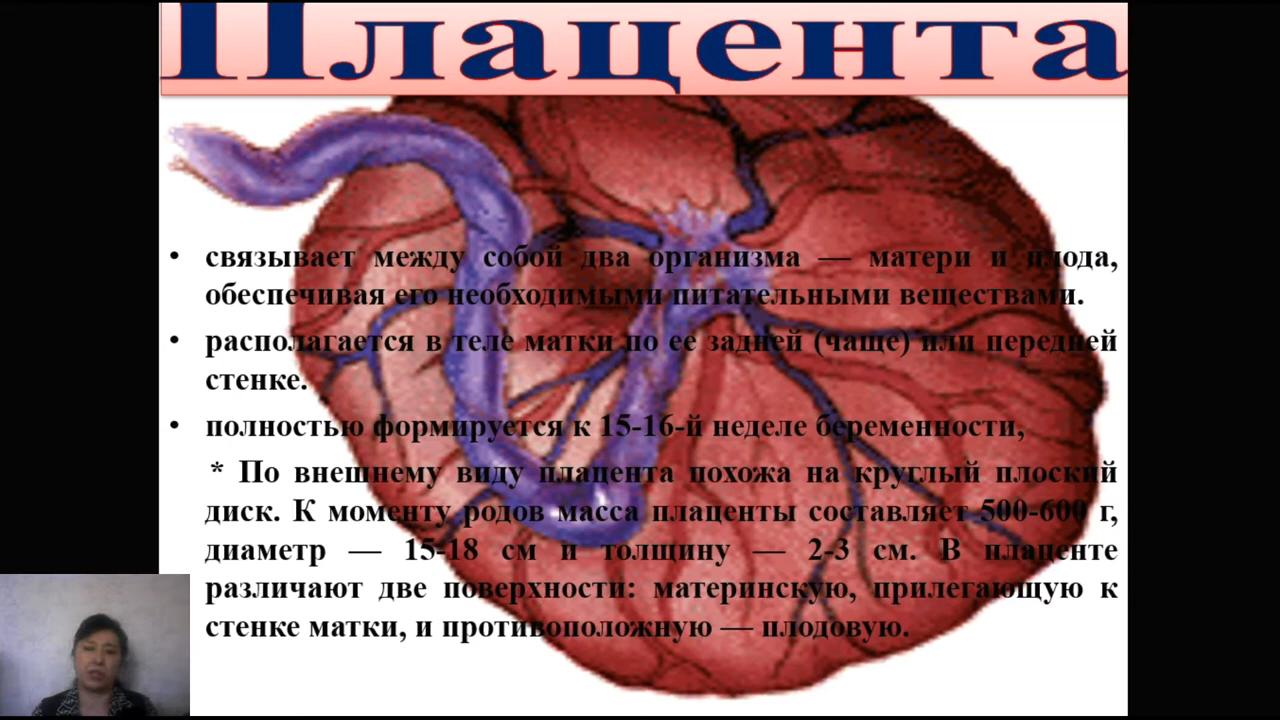 Плацента
• связывает между собой два организма — матери и плода,
обеспечивая его необходимыми питательными веществами.
• располагается в теле матки по ее задней (чаще) или передней
стенке.
• полностью формируется к 15-16-й неделе беременности,
* По внешнему виду плацента похожа на круглый плоский
диск. К моменту родов масса плаценты составляет 500-600 г,
диаметр — 15-18 см и толщину — 2-3 см. В плаценте
различают две поверхности: материнскую, прилегающую к
стенке матки, и противоположную — плодовую.